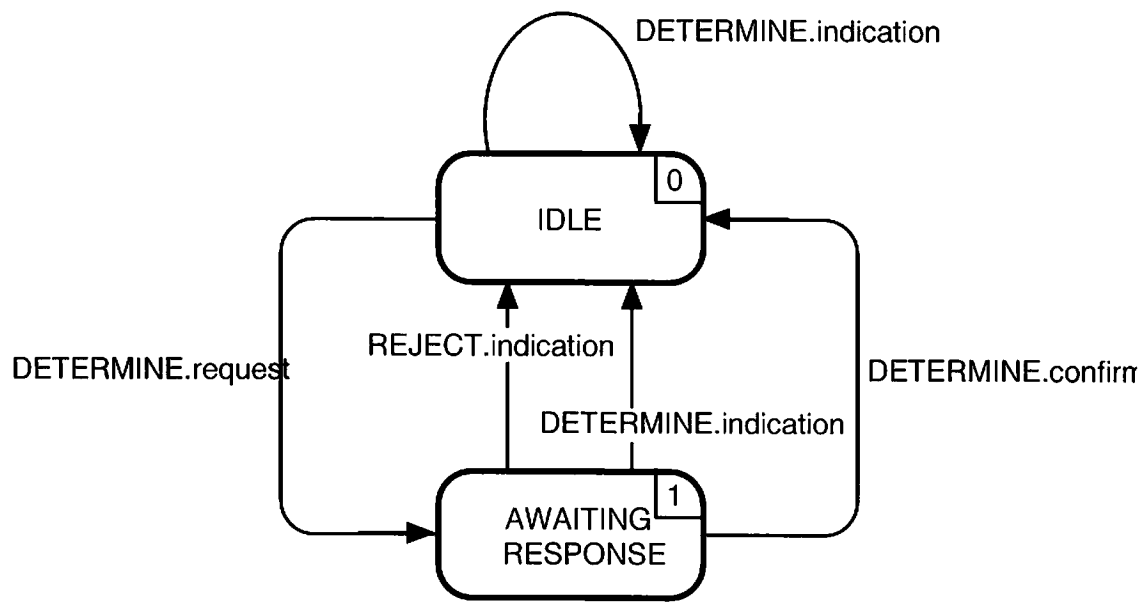 DETERMINE.indication
0
IDLE
REJECT.indication
DETERMINE.request
DETERMINE.confirm
DETERMINE.indication
1
AWAITING
RESPONSE